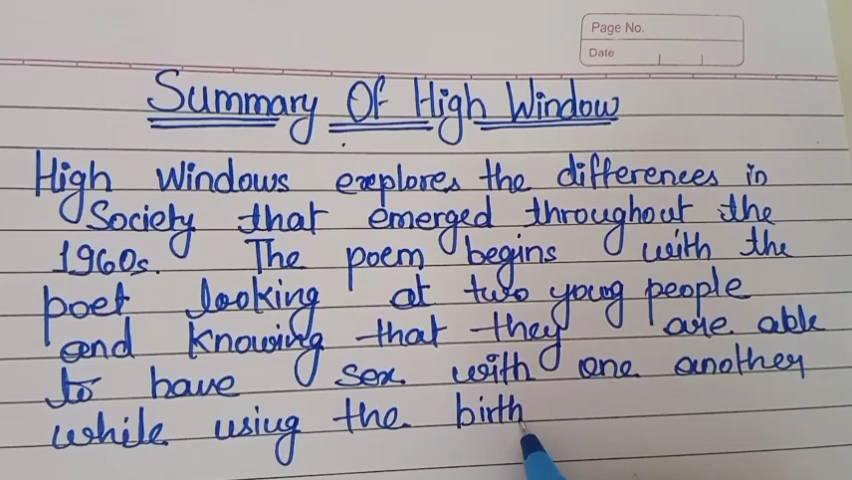 Page No.
Date
Summary Of High Window
High Windows explores the differences in
Society that emerged throughout the
1960s. The poem begins with the
poet looking at two young people
and knowing that they are able
to have sex with one another
while using the birth